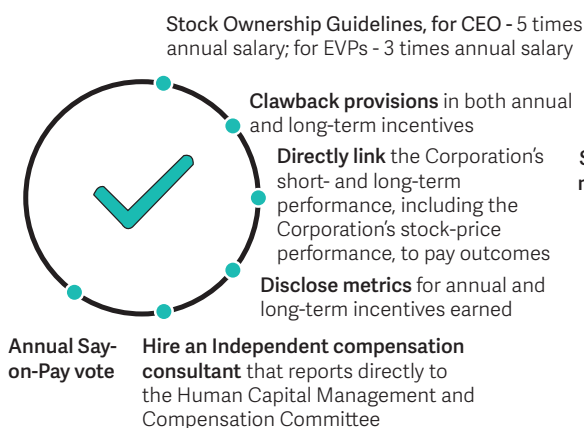 Stock Ownership Guidelines, for CEO - 5 times
annual salary; for EVPs - 3 times annual salary
Clawback provisions in both annual
and long-term incentives
Directly link the Corporation's
short- and long-term
performance, including the
Corporation's stock-price
performance, to pay outcomes
Disclose metrics for annual and
long-term incentives earned
Annual Say-
on-Pay vote
Hire an Independent compensation
consultant that reports directly to
the Human Capital Management and
Compensation Committee